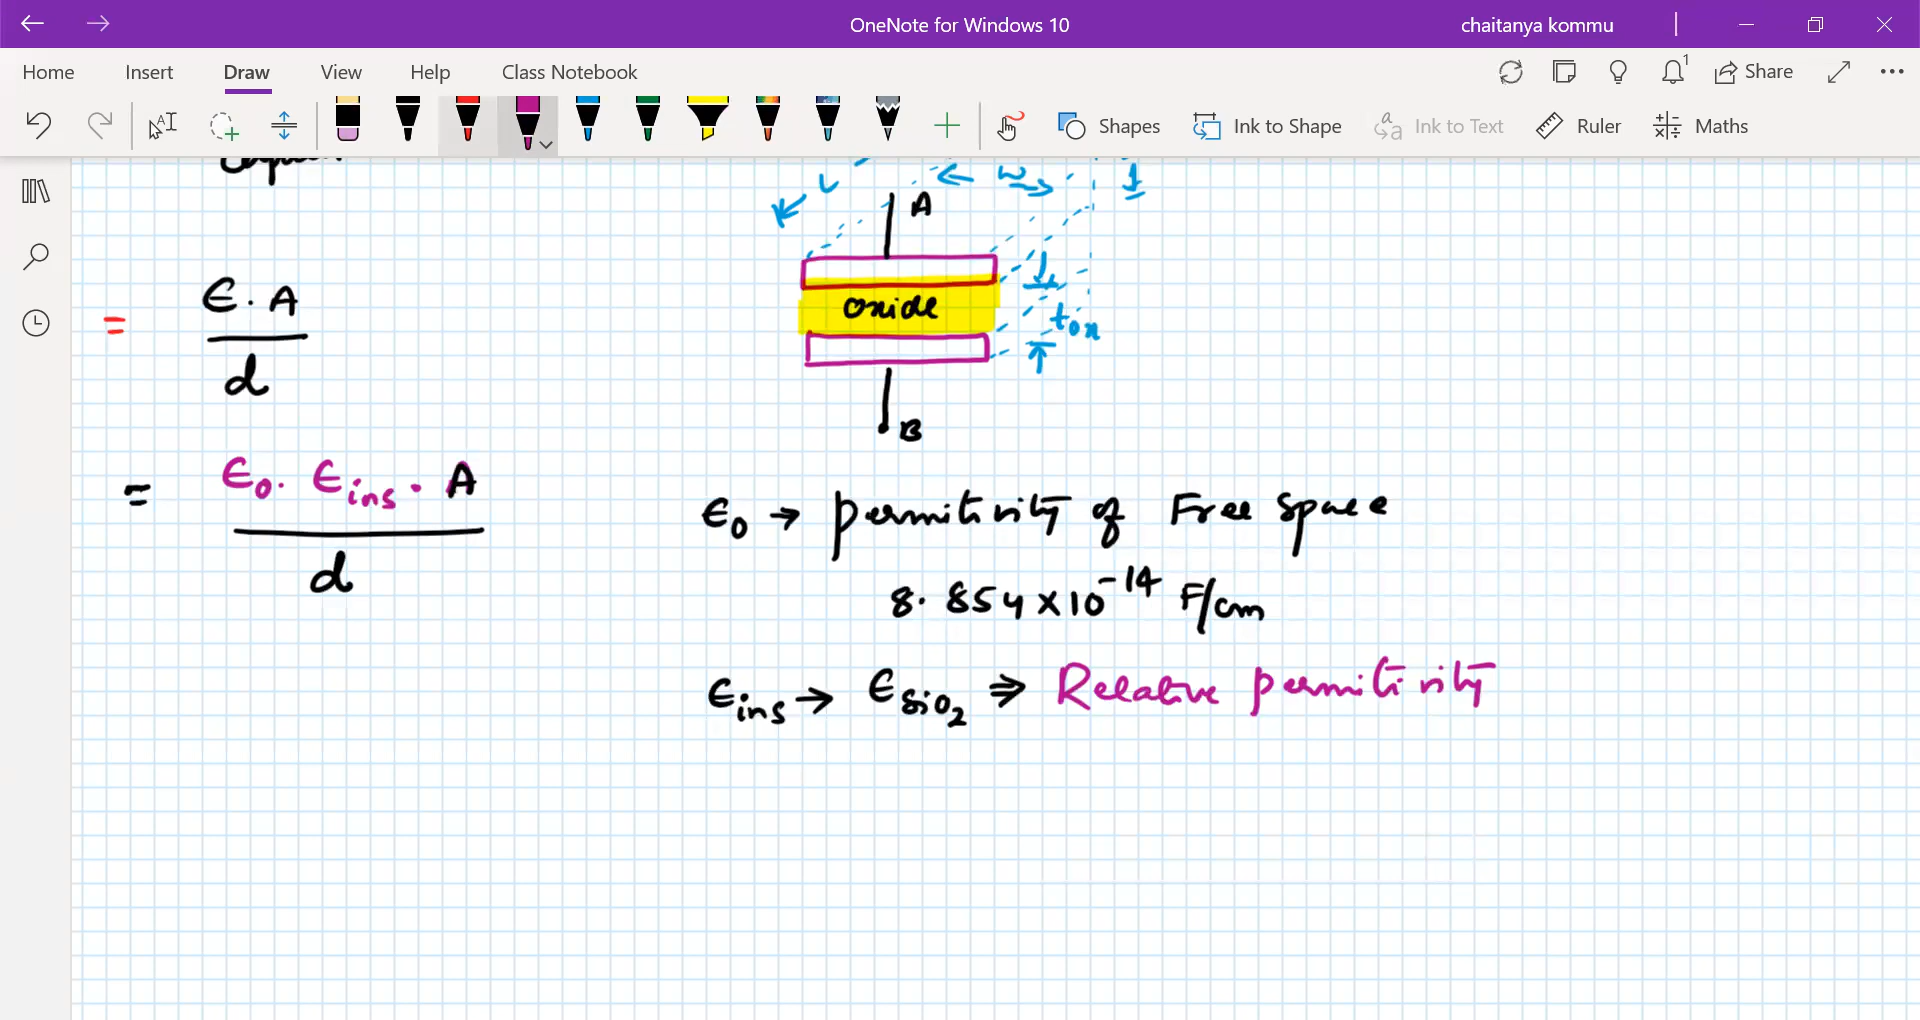 OneNote for Windows 10
chaitanya kommu
Home Insert Draw View Help Class Notebook
1
Share
Shapes Ink to Shape Ink to Text Ruler Maths
L
W
A
oxide
tox
B
= ϵ . A
d
= ϵ0 . ϵins . A
d
ϵ0 → permitivity of Free Space
8.854 x 10^-14 F/cm
ϵins → ϵSiO2 ⇒ Relative permitivity